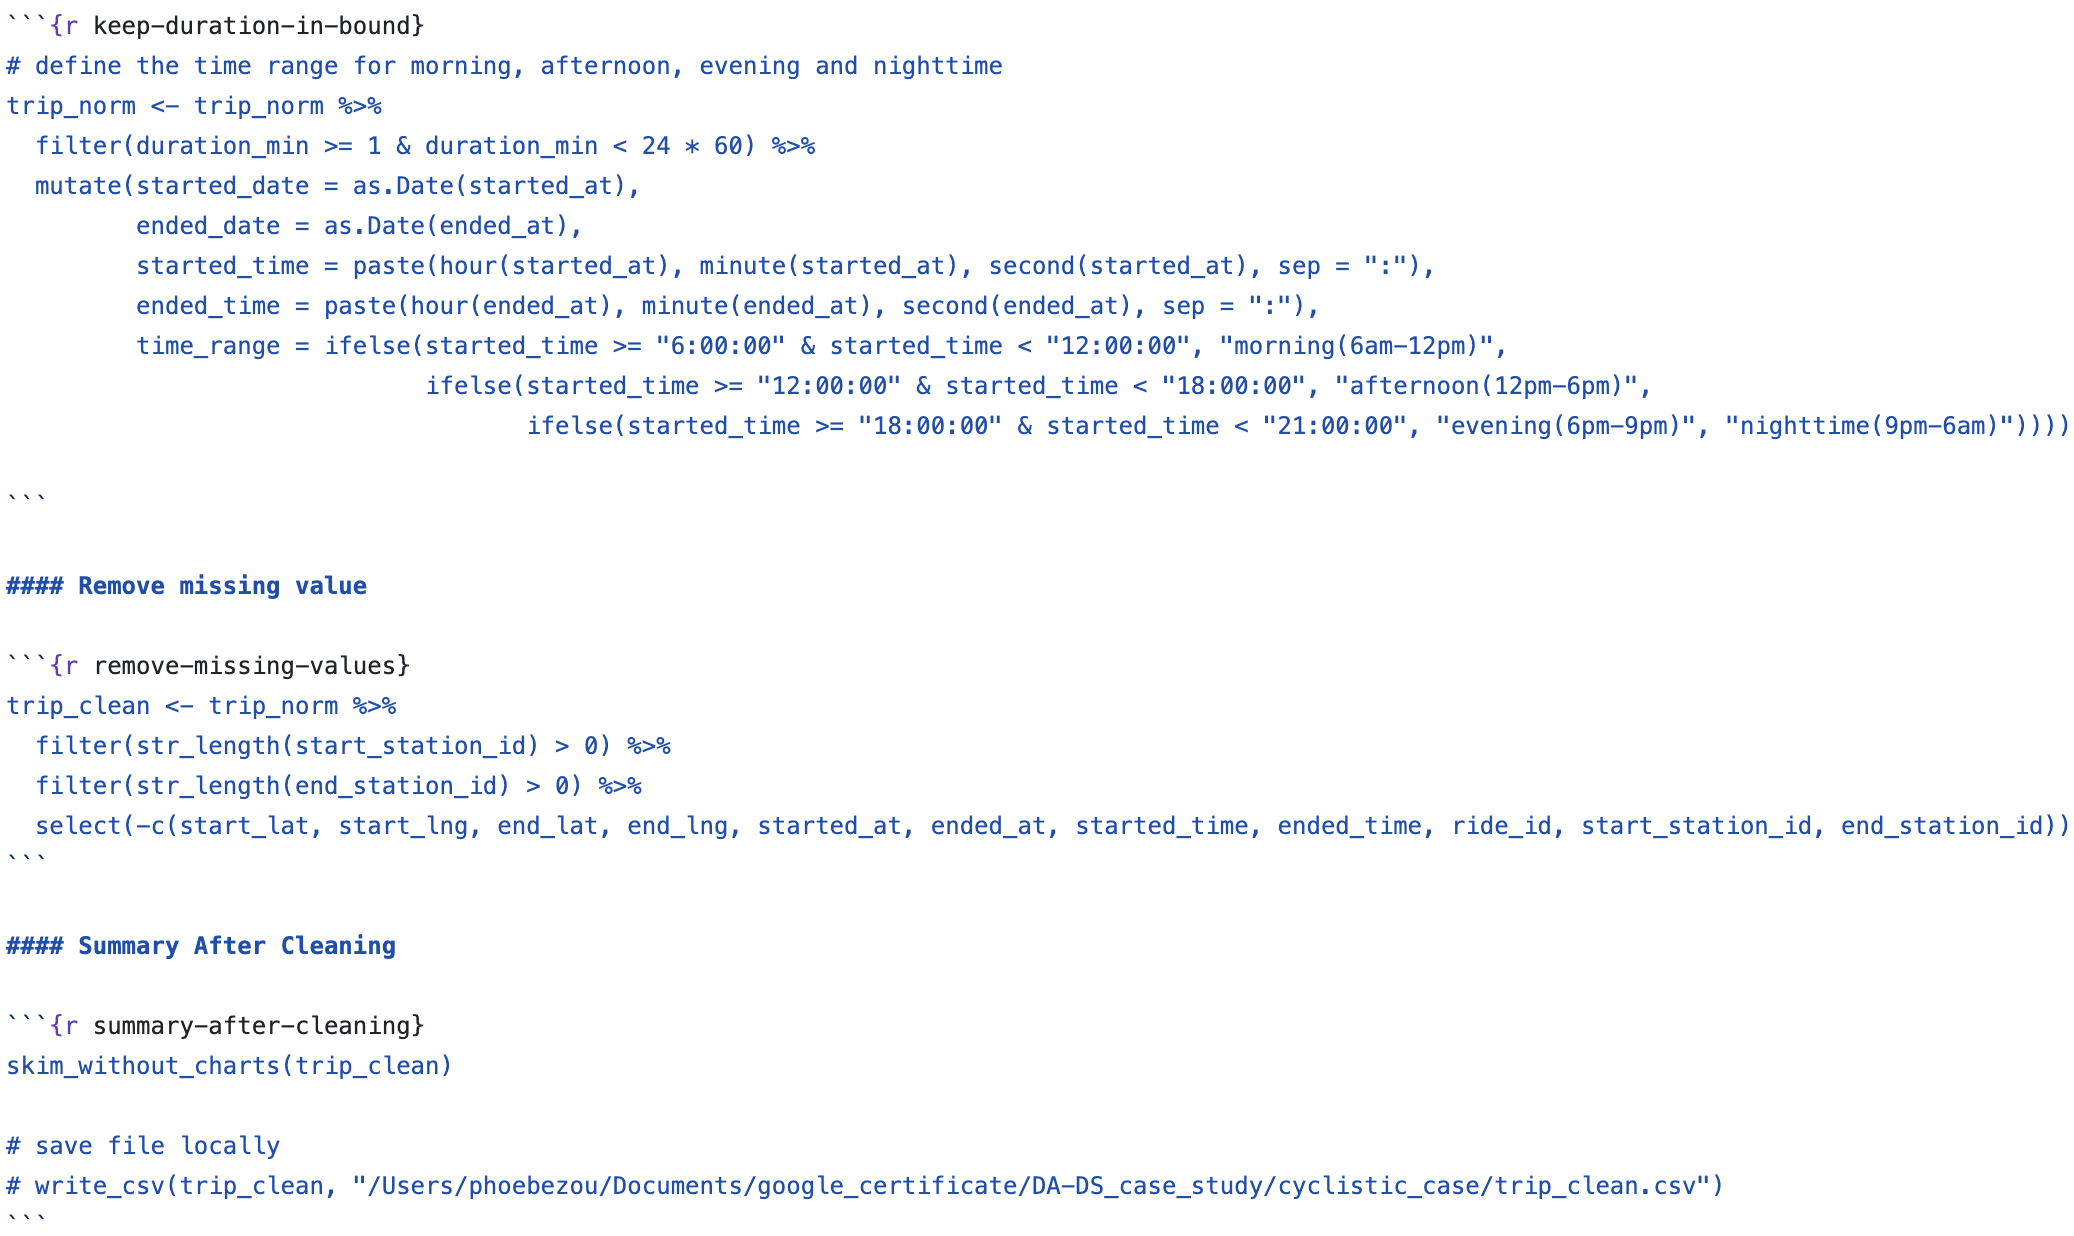 ```{r keep-duration-in-bound}
# define the time range for morning, afternoon, evening and nighttime
trip_norm <- trip_norm %>%
  filter(duration_min >= 1 & duration_min < 24 * 60) %>%
  mutate(started_date = as.Date(started_at),
         ended_date = as.Date(ended_at),
         started_time = paste(hour(started_at), minute(started_at), second(started_at), sep = ":"),
         ended_time = paste(hour(ended_at), minute(ended_at), second(ended_at), sep = ":"),
         time_range = ifelse(started_time >= "6:00:00" & started_time < "12:00:00", "morning(6am-12pm)",
                             ifelse(started_time >= "12:00:00" & started_time < "18:00:00", "afternoon(12pm-6pm)",
                                    ifelse(started_time >= "18:00:00" & started_time < "21:00:00", "evening(6pm-9pm)", "nighttime(9pm-6am)"))))

```

#### Remove missing value

```{r remove-missing-values}
trip_clean <- trip_norm %>%
  filter(str_length(start_station_id) > 0) %>%
  filter(str_length(end_station_id) > 0) %>%
  select(-c(start_lat, start_lng, end_lat, end_lng, started_at, ended_at, started_time, ended_time, ride_id, start_station_id, end_station_id))
```

#### Summary After Cleaning

```{r summary-after-cleaning}
skim_without_charts(trip_clean)

# save file locally
# write_csv(trip_clean, "/Users/phoebezou/Documents/google_certificate/DA-DS_case_study/cyclistic_case/trip_clean.csv")
```